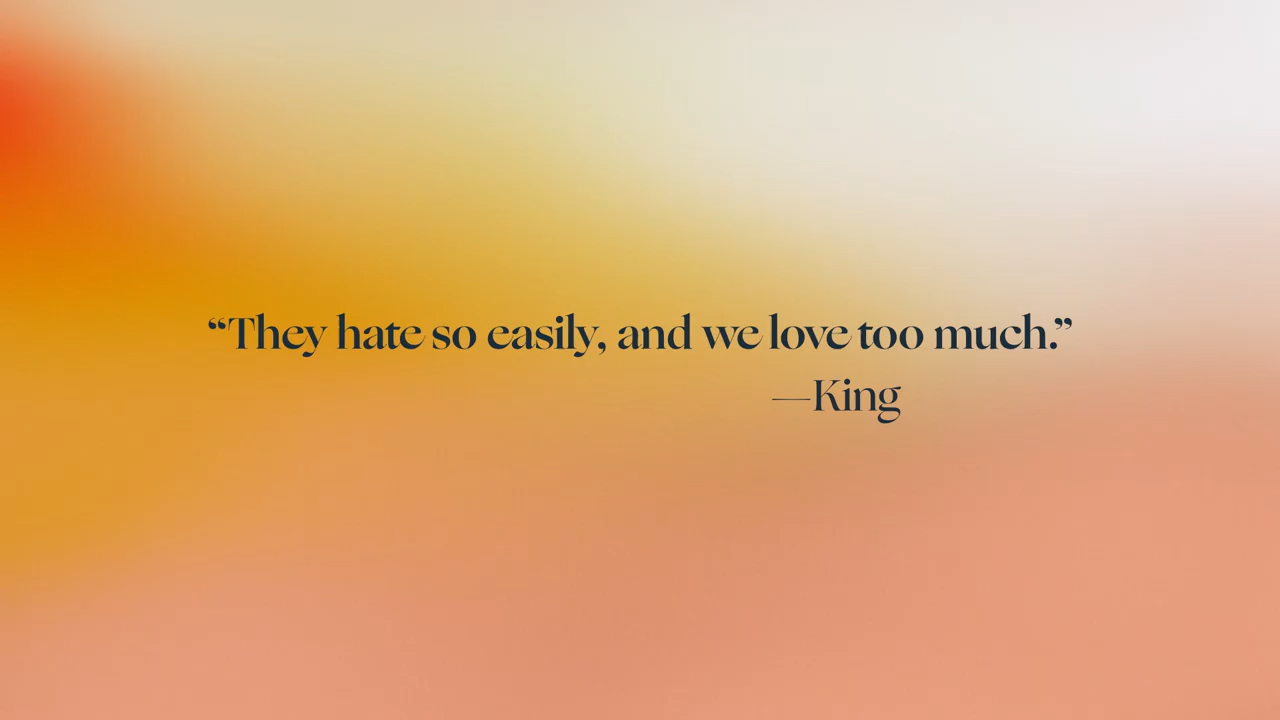 “They hate so easily, and we love too much.”
—King